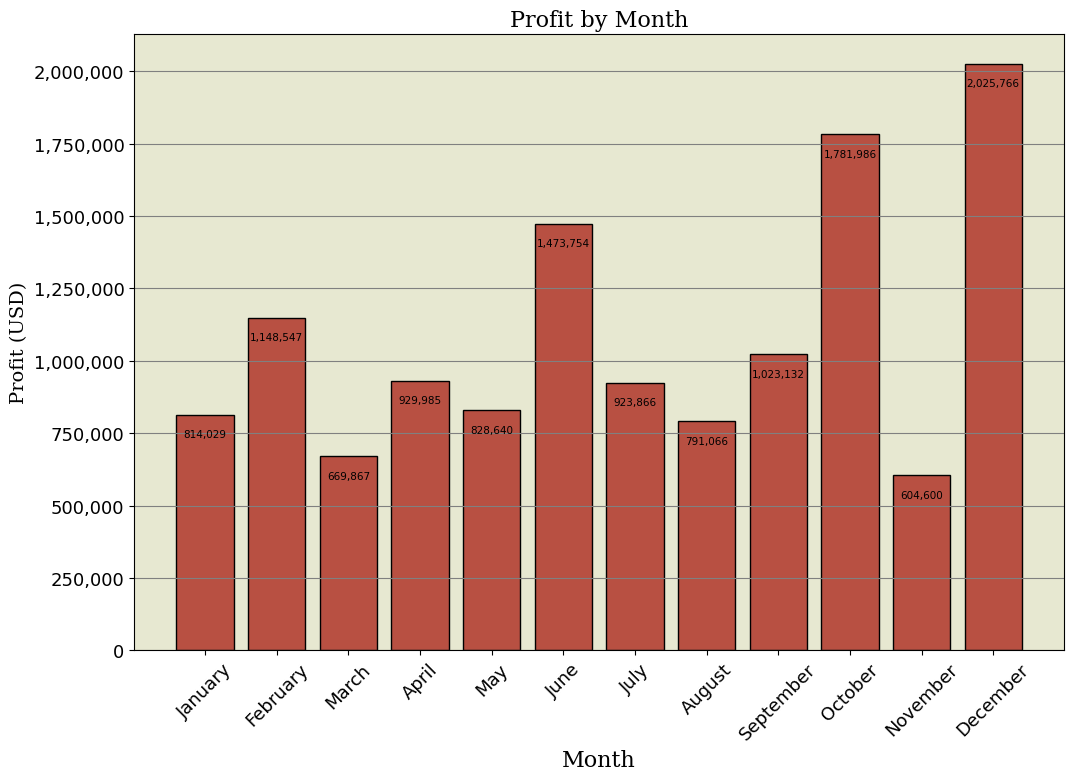 Profit by Month
Profit (USD)
2,000,000
1,750,000
1,500,000
1,250,000
1,000,000
750,000
500,000
250,000
0
814,029
1,148,547
669,867
929,985
828,640
1,473,754
923,866
791,066
1,023,132
1,781,986
604,600
2,025,766
January
February
March
April
May
June
July
August
September
October
November
December
Month